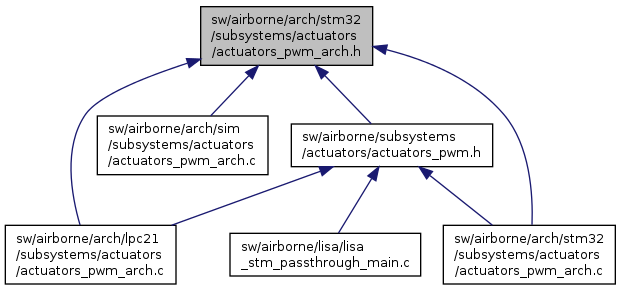 sw/airborne/arch/stm32
/subsystems/actuators
/actuators_pwm_arch.h
sw/airborne/arch/sim
/subsystems/actuators
/actuators_pwm_arch.c
sw/airborne/subsystems
/actuators/actuators_pwm.h
sw/airborne/arch/lpc21
/subsystems/actuators
/actuators_pwm_arch.c
sw/airborne/lisa/lisa
_stm_passthrough_main.c
sw/airborne/arch/stm32
/subsystems/actuators
/actuators_pwm_arch.c